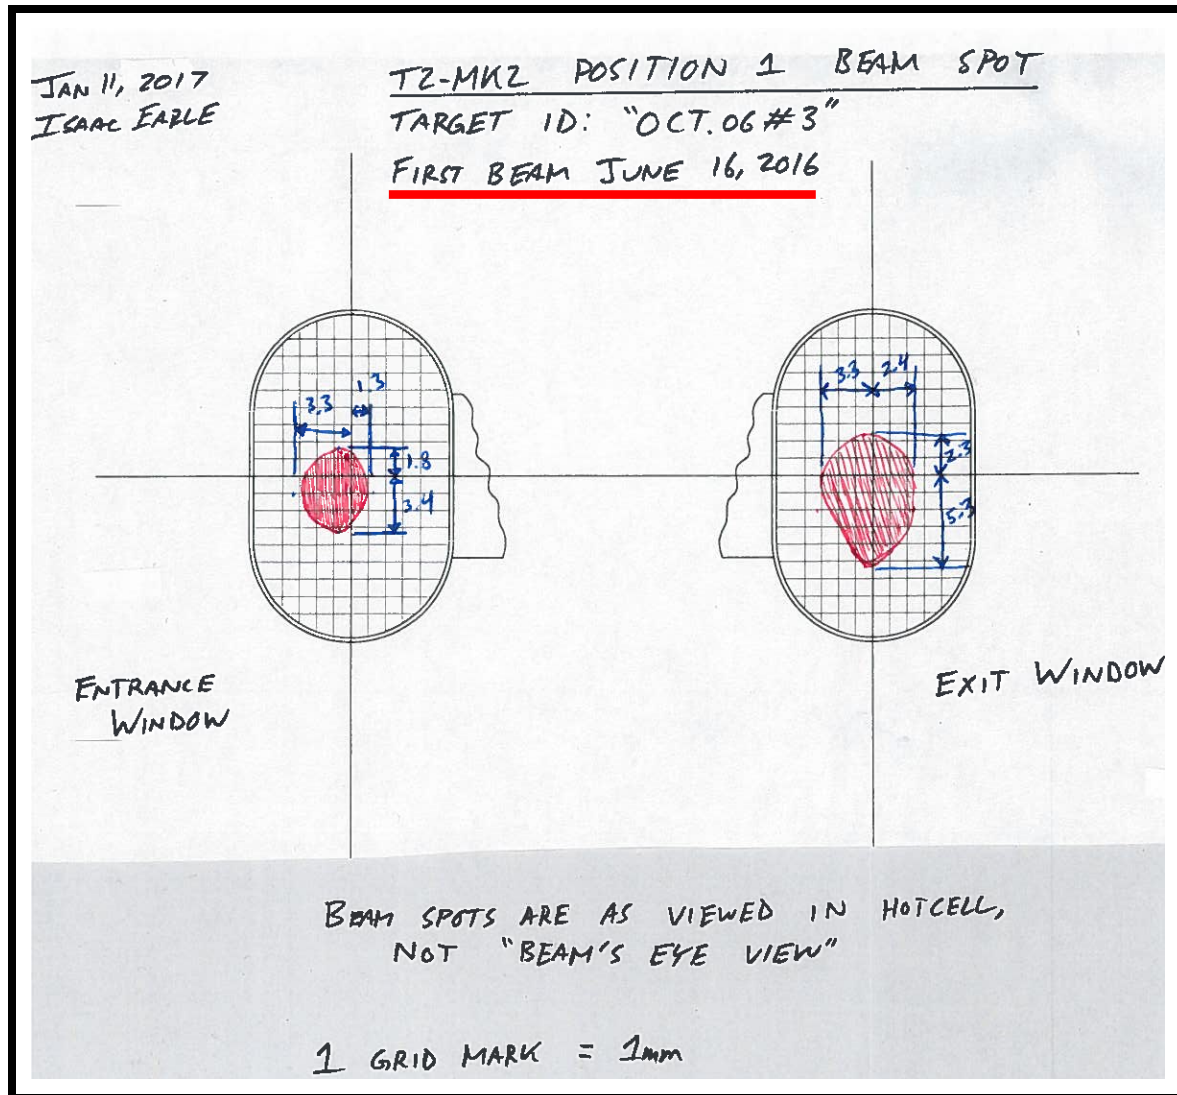 JAN 11, 2017
ISAAC EARLE
T2-MK2 POSITION 1 BEAM SPOT
TARGET ID: "OCT.06 #3"
FIRST BEAM JUNE 16, 2016
3.3
1.3
1.8
3.4
3.3
2.4
2.3
5.3
ENTRANCE
WINDOW
EXIT WINDOW
BEAM SPOTS ARE AS VIEWED IN HOTCELL,
NOT "BEAM'S EYE VIEW"
1 GRID MARK = 1mm